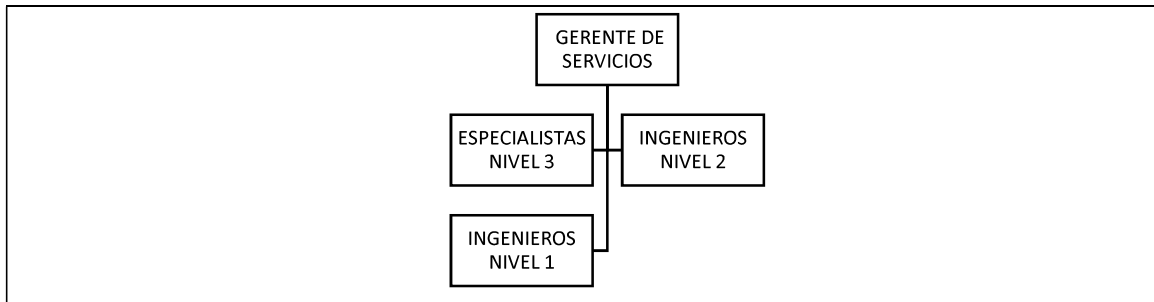 GERENTE DE
SERVICIOS
ESPECIALISTAS
NIVEL 3
INGENIEROS
NIVEL 2
INGENIEROS
NIVEL 1